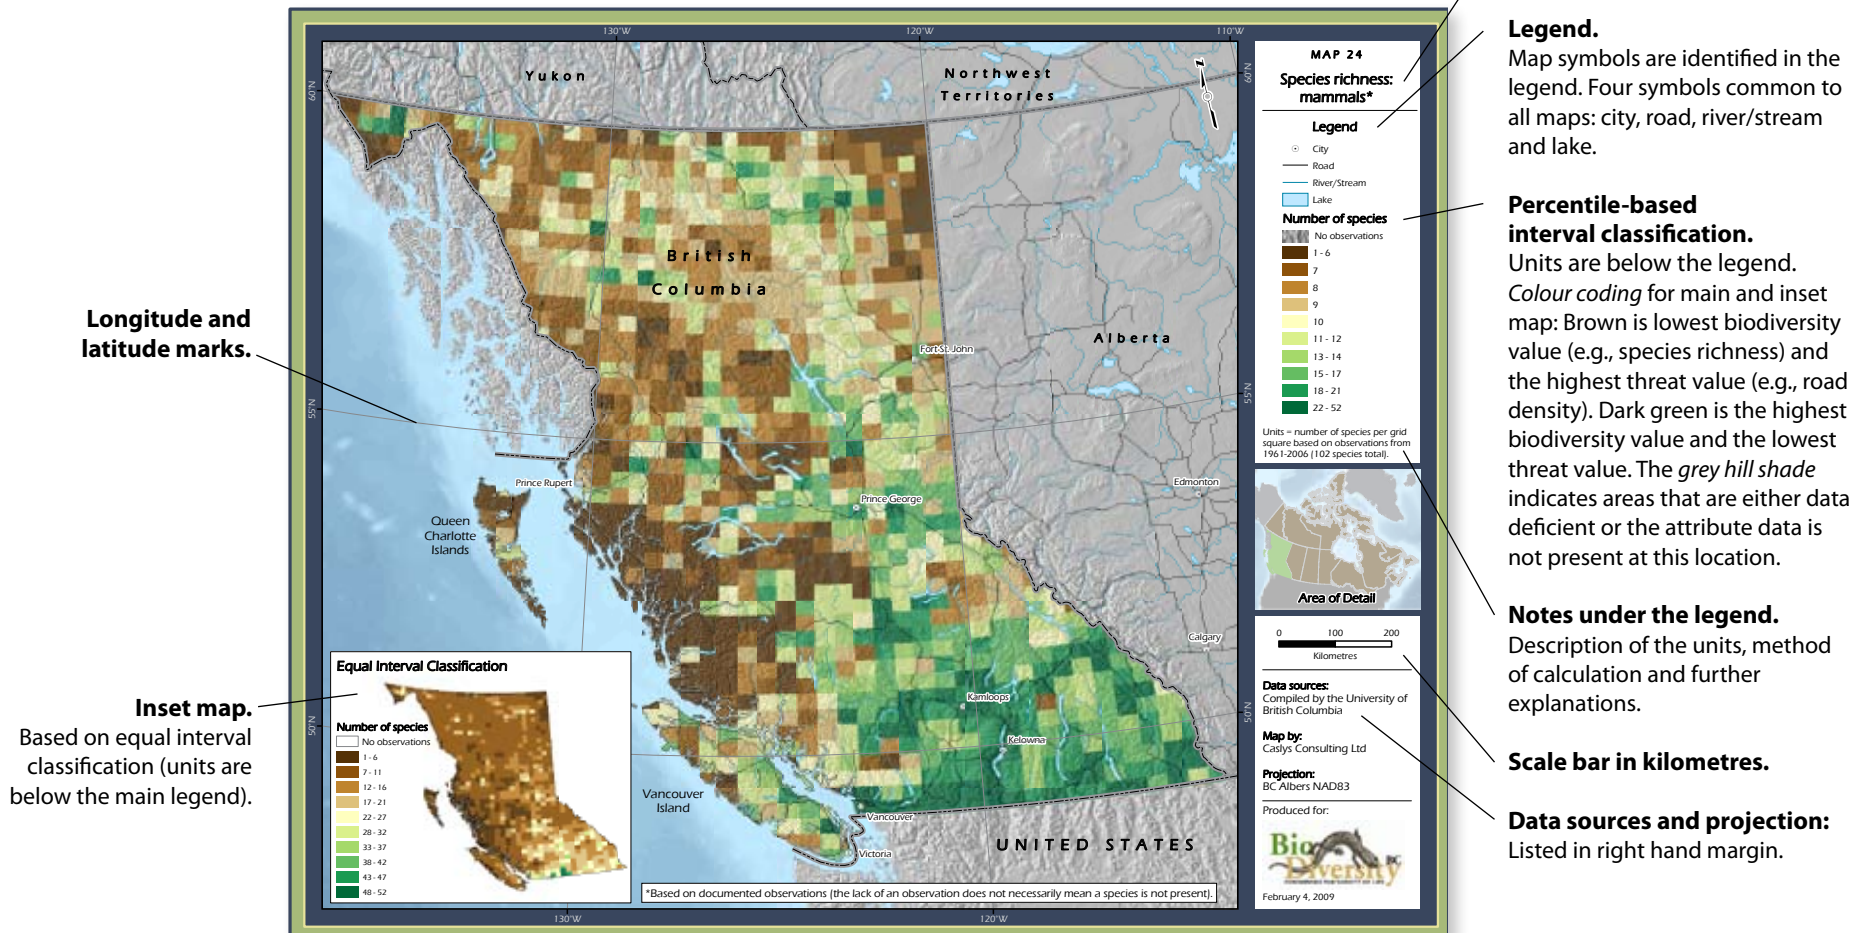 Longitude and
latitude marks.
Inset map.
Based on equal interval
classification (units are
below the main legend).
130°W
120°W
110°W
60°N
55°N
50°N
60°N
55°N
50°N
130°W
120°W
Yukon
Northwest
Territories
British
Columbia
Alberta
Fort St. John
Prince Rupert
Prince George
Edmonton
Queen
Charlotte
Islands
Calgary
Kamloops
Kelowna
Vancouver
Island
Vancouver
Victoria
UNITED STATES
Equal Interval Classification
Number of species
No observations
1 - 6
7 - 11
12 - 16
17 - 21
22 - 27
28 - 32
33 - 37
38 - 42
43 - 47
48 - 52
*Based on documented observations (the lack of an observation does not necessarily mean a species is not present).
MAP 24
Species richness:
mammals*
Legend
City
Road
River/Stream
Lake
Number of species
No observations
1 - 6
7
8
9
10
11 - 12
13 - 14
15 - 17
18 - 21
22 - 52
Units = number of species per grid
square based on observations from
1961-2006 (102 species total).
Area of Detail
0 100 200
Kilometres
Data sources:
Compiled by the University of
British Columbia
Map by:
Caslys Consulting Ltd
Projection:
BC Albers NAD83
Produced for:
BioDiversity BC
February 4, 2009
Legend.
Map symbols are identified in the
legend. Four symbols common to
all maps: city, road, river/stream
and lake.
Percentile-based
interval classification.
Units are below the legend.
Colour coding for main and inset
map: Brown is lowest biodiversity
value (e.g., species richness) and
the highest threat value (e.g., road
density). Dark green is the highest
biodiversity value and the lowest
threat value. The grey hill shade
indicates areas that are either data
deficient or the attribute data is
not present at this location.
Notes under the legend.
Description of the units, method
of calculation and further
explanations.
Scale bar in kilometres.
Data sources and projection:
Listed in right hand margin.